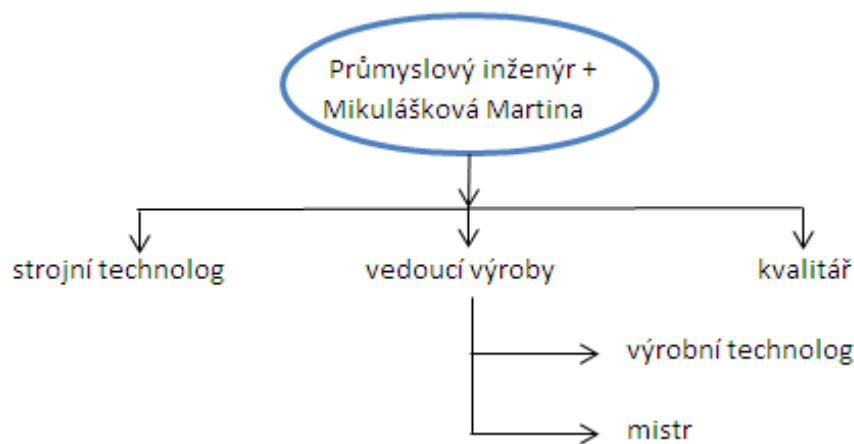 Průmyslový inženýr +
Mikulášková Martina
strojní technolog
vedoucí výroby
kvalitář
výrobní technolog
mistr